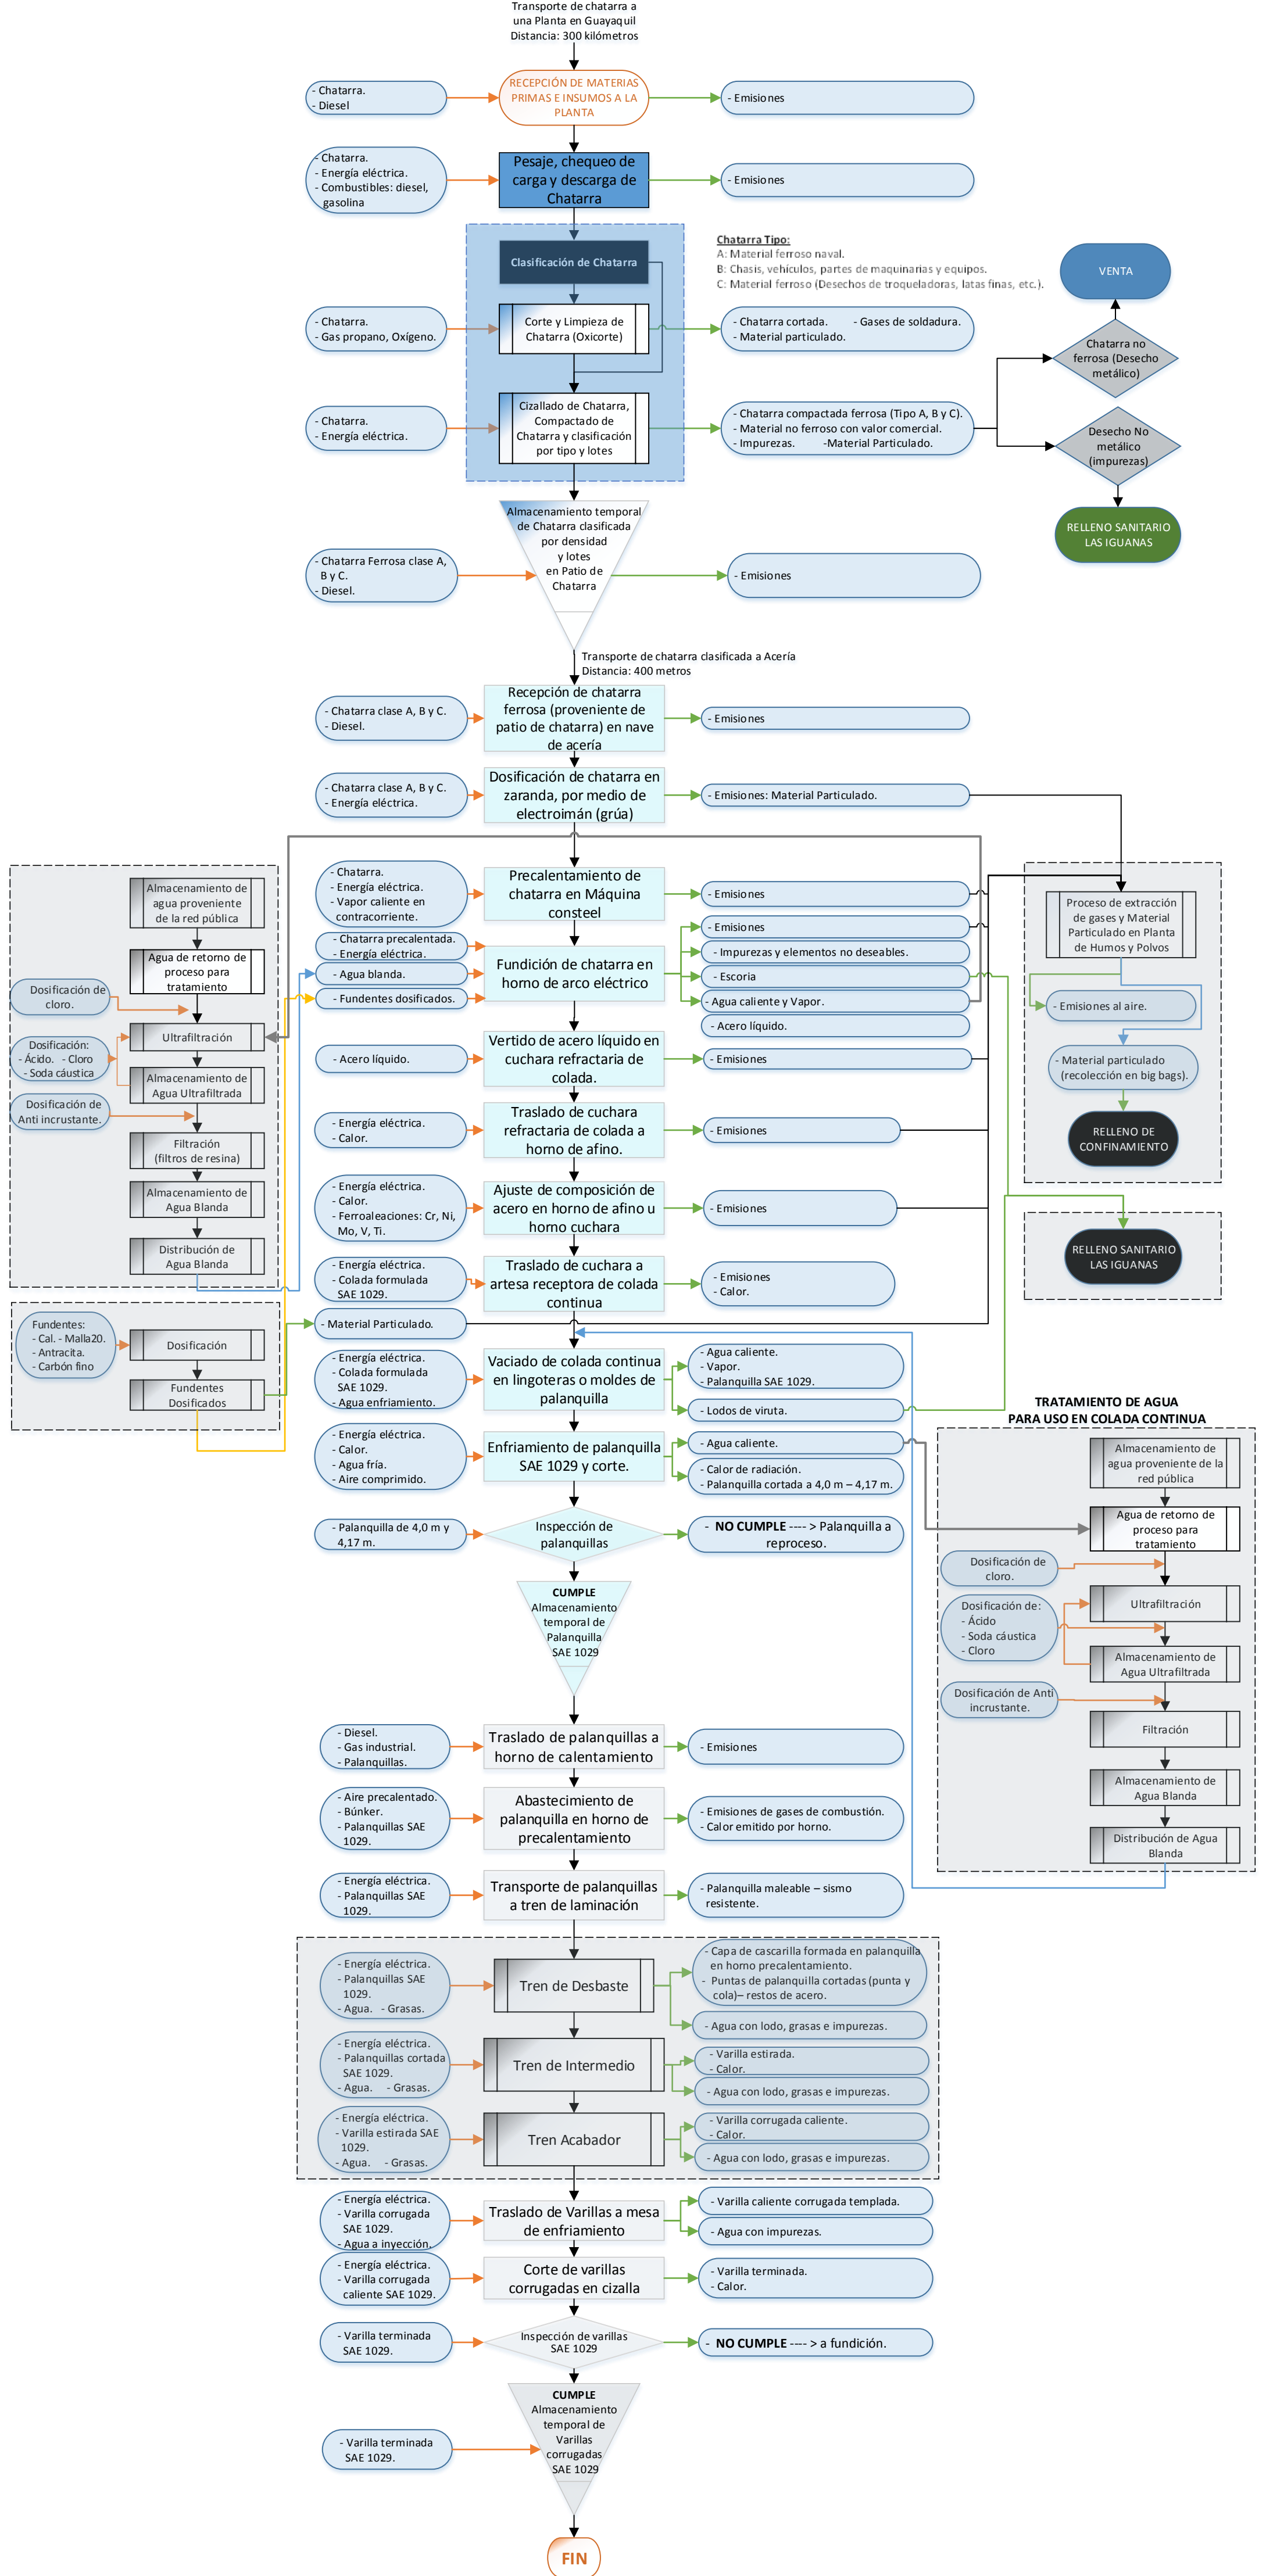 Transporte de chatarra a
una Planta en Guayaquil
Distancia: 300 kilómetros
- Chatarra.
- Diesel
RECEPCIÓN DE MATERIAS
PRIMAS E INSUMOS A LA
PLANTA
- Emisiones
- Chatarra.
- Energía eléctrica.
- Combustibles: diesel,
gasolina
Pesaje, chequeo de
carga y descarga de
Chatarra
- Emisiones
Clasificación de Chatarra
Chatarra Tipo:
A: Material ferroso naval.
B: Chasis, vehículos, partes de maquinarias y equipos.
C: Material ferroso (Desechos de troqueladoras, latas finas, etc.).
VENTA
- Chatarra.
- Gas propano, Oxígeno.
Corte y Limpieza de
Chatarra (Oxicorte)
- Chatarra cortada. - Gases de soldadura.
- Material particulado.
Chatarra no
ferrosa (Desecho
metálico)
- Chatarra.
- Energía eléctrica.
Cizallado de Chatarra,
Compactado de
Chatarra y clasificación
por tipo y lotes
- Chatarra compactada ferrosa (Tipo A, B y C).
- Material no ferroso con valor comercial.
- Impurezas. -Material Particulado.
Desecho No
metálico
(impurezas)
RELLENO SANITARIO
LAS IGUANAS
Almacenamiento temporal
de Chatarra clasificada
por densidad
y lotes
en Patio de
Chatarra
- Chatarra Ferrosa clase A,
B y C.
- Diesel.
- Emisiones
Transporte de chatarra clasificada a Acería
Distancia: 400 metros
- Chatarra clase A, B y C.
- Diesel.
Recepción de chatarra
ferrosa (proveniente de
patio de chatarra) en nave
de acería
- Emisiones
- Chatarra clase A, B y C.
- Energía eléctrica.
Dosificación de chatarra en
zaranda, por medio de
electroimán (grúa)
- Emisiones: Material Particulado.
Almacenamiento de
agua proveniente
de la red pública
Agua de retorno de
proceso para
tratamiento
Dosificación de
cloro.
Ultrafiltración
Dosificación:
- Ácido. - Cloro
- Soda cáustica
Almacenamiento de
Agua Ultrafiltrada
Dosificación de
Anti incrustante.
Filtración
(filtros de resina)
Almacenamiento de
Agua Blanda
Distribución de
Agua Blanda
Fundentes:
- Cal. - Malla20.
- Antracita.
- Carbón fino
Dosificación
Fundentes
Dosificados
- Chatarra.
- Energía eléctrica.
- Vapor caliente en
contracorriente.
Precalentamiento de
chatarra en Máquina
consteel
- Emisiones
- Chatarra precalentada.
- Energía eléctrica.
- Agua blanda.
- Fundentes dosificados.
Fundición de chatarra en
horno de arco eléctrico
- Emisiones
- Impurezas y elementos no deseables.
- Escoria
- Agua caliente y Vapor.
- Acero líquido.
- Acero líquido.
Vertido de acero líquido en
cuchara refractaria de
colada.
- Emisiones
- Energía eléctrica.
- Calor.
Traslado de cuchara
refractaria de colada a
horno de afino.
- Emisiones
- Energía eléctrica.
- Calor.
- Ferroaleaciones: Cr, Ni,
Mo, V, Ti.
Ajuste de composición de
acero en horno de afino u
horno cuchara
- Emisiones
- Energía eléctrica.
- Colada formulada
SAE 1029.
Traslado de cuchara a
artesa receptora de colada
continua
- Emisiones
- Calor.
- Material Particulado.
Proceso de extracción
de gases y Material
Particulado en Planta
de Humos y Polvos
- Emisiones al aire.
- Material particulado
(recolección en big bags).
RELLENO DE
CONFINAMIENTO
RELLENO SANITARIO
LAS IGUANAS
- Energía eléctrica.
- Colada formulada
SAE 1029.
- Agua enfriamiento.
Vaciado de colada continua
en lingoteras o moldes de
palanquilla
- Agua caliente.
- Vapor.
- Palanquilla SAE 1029.
- Lodos de viruta.
- Energía eléctrica.
- Calor.
- Agua fría.
- Aire comprimido.
Enfriamiento de palanquilla
SAE 1029 y corte.
- Agua caliente.
- Calor de radiación.
- Palanquilla cortada a 4,0 m – 4,17 m.
- Palanquilla de 4,0 m y
4,17 m.
Inspección de
palanquillas
- NO CUMPLE ---- > Palanquilla a
reproceso.
CUMPLE
Almacenamiento
temporal de
Palanquilla
SAE 1029
TRATAMIENTO DE AGUA
PARA USO EN COLADA CONTINUA
Almacenamiento de
agua proveniente de la
red pública
Agua de retorno de
proceso para
tratamiento
Dosificación de
cloro.
Ultrafiltración
Dosificación de:
- Ácido
- Soda cáustica
- Cloro
Almacenamiento de
Agua Ultrafiltrada
Dosificación de Anti
incrustante.
Filtración
Almacenamiento de
Agua Blanda
Distribución de Agua
Blanda
- Diesel.
- Gas industrial.
- Palanquillas.
Traslado de palanquillas a
horno de calentamiento
- Emisiones
- Aire precalentado.
- Búnker.
- Palanquillas SAE
1029.
Abastecimiento de
palanquilla en horno de
precalentamiento
- Emisiones de gases de combustión.
- Calor emitido por horno.
- Energía eléctrica.
- Palanquillas SAE
1029.
Transporte de palanquillas
a tren de laminación
- Palanquilla maleable – sismo
resistente.
- Energía eléctrica.
- Palanquillas SAE
1029.
- Agua. - Grasas.
Tren de Desbaste
- Capa de cascarilla formada en palanquilla
en horno precalentamiento.
- Puntas de palanquilla cortadas (punta y
cola)– restos de acero.
- Agua con lodo, grasas e impurezas.
- Energía eléctrica.
- Palanquillas cortada
SAE 1029.
- Agua. - Grasas.
Tren de Intermedio
- Varilla estirada.
- Calor.
- Agua con lodo, grasas e impurezas.
- Energía eléctrica.
- Varilla estirada SAE
1029.
- Agua. - Grasas.
Tren Acabador
- Varilla corrugada caliente.
- Calor.
- Agua con lodo, grasas e impurezas.
- Energía eléctrica.
- Varilla corrugada
SAE 1029.
- Agua a inyección.
Traslado de Varillas a mesa
de enfriamiento
- Varilla caliente corrugada templada.
- Agua con impurezas.
- Energía eléctrica.
- Varilla corrugada
caliente SAE 1029.
Corte de varillas
corrugadas en cizalla
- Varilla terminada.
- Calor.
- Varilla terminada
SAE 1029.
Inspección de varillas
SAE 1029
- NO CUMPLE ---- > a fundición.
CUMPLE
Almacenamiento
temporal de
Varillas
corrugadas
SAE 1029
- Varilla terminada
SAE 1029.
FIN